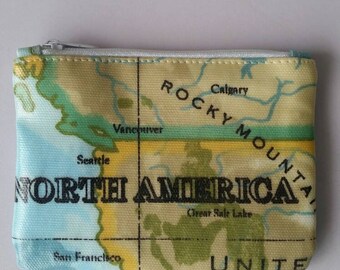 Calgary
ROCKY MOUNTAI
Vancouver
Seattle
NORTH AMERICA
Great Salt Lake
San Francisco
UNITE